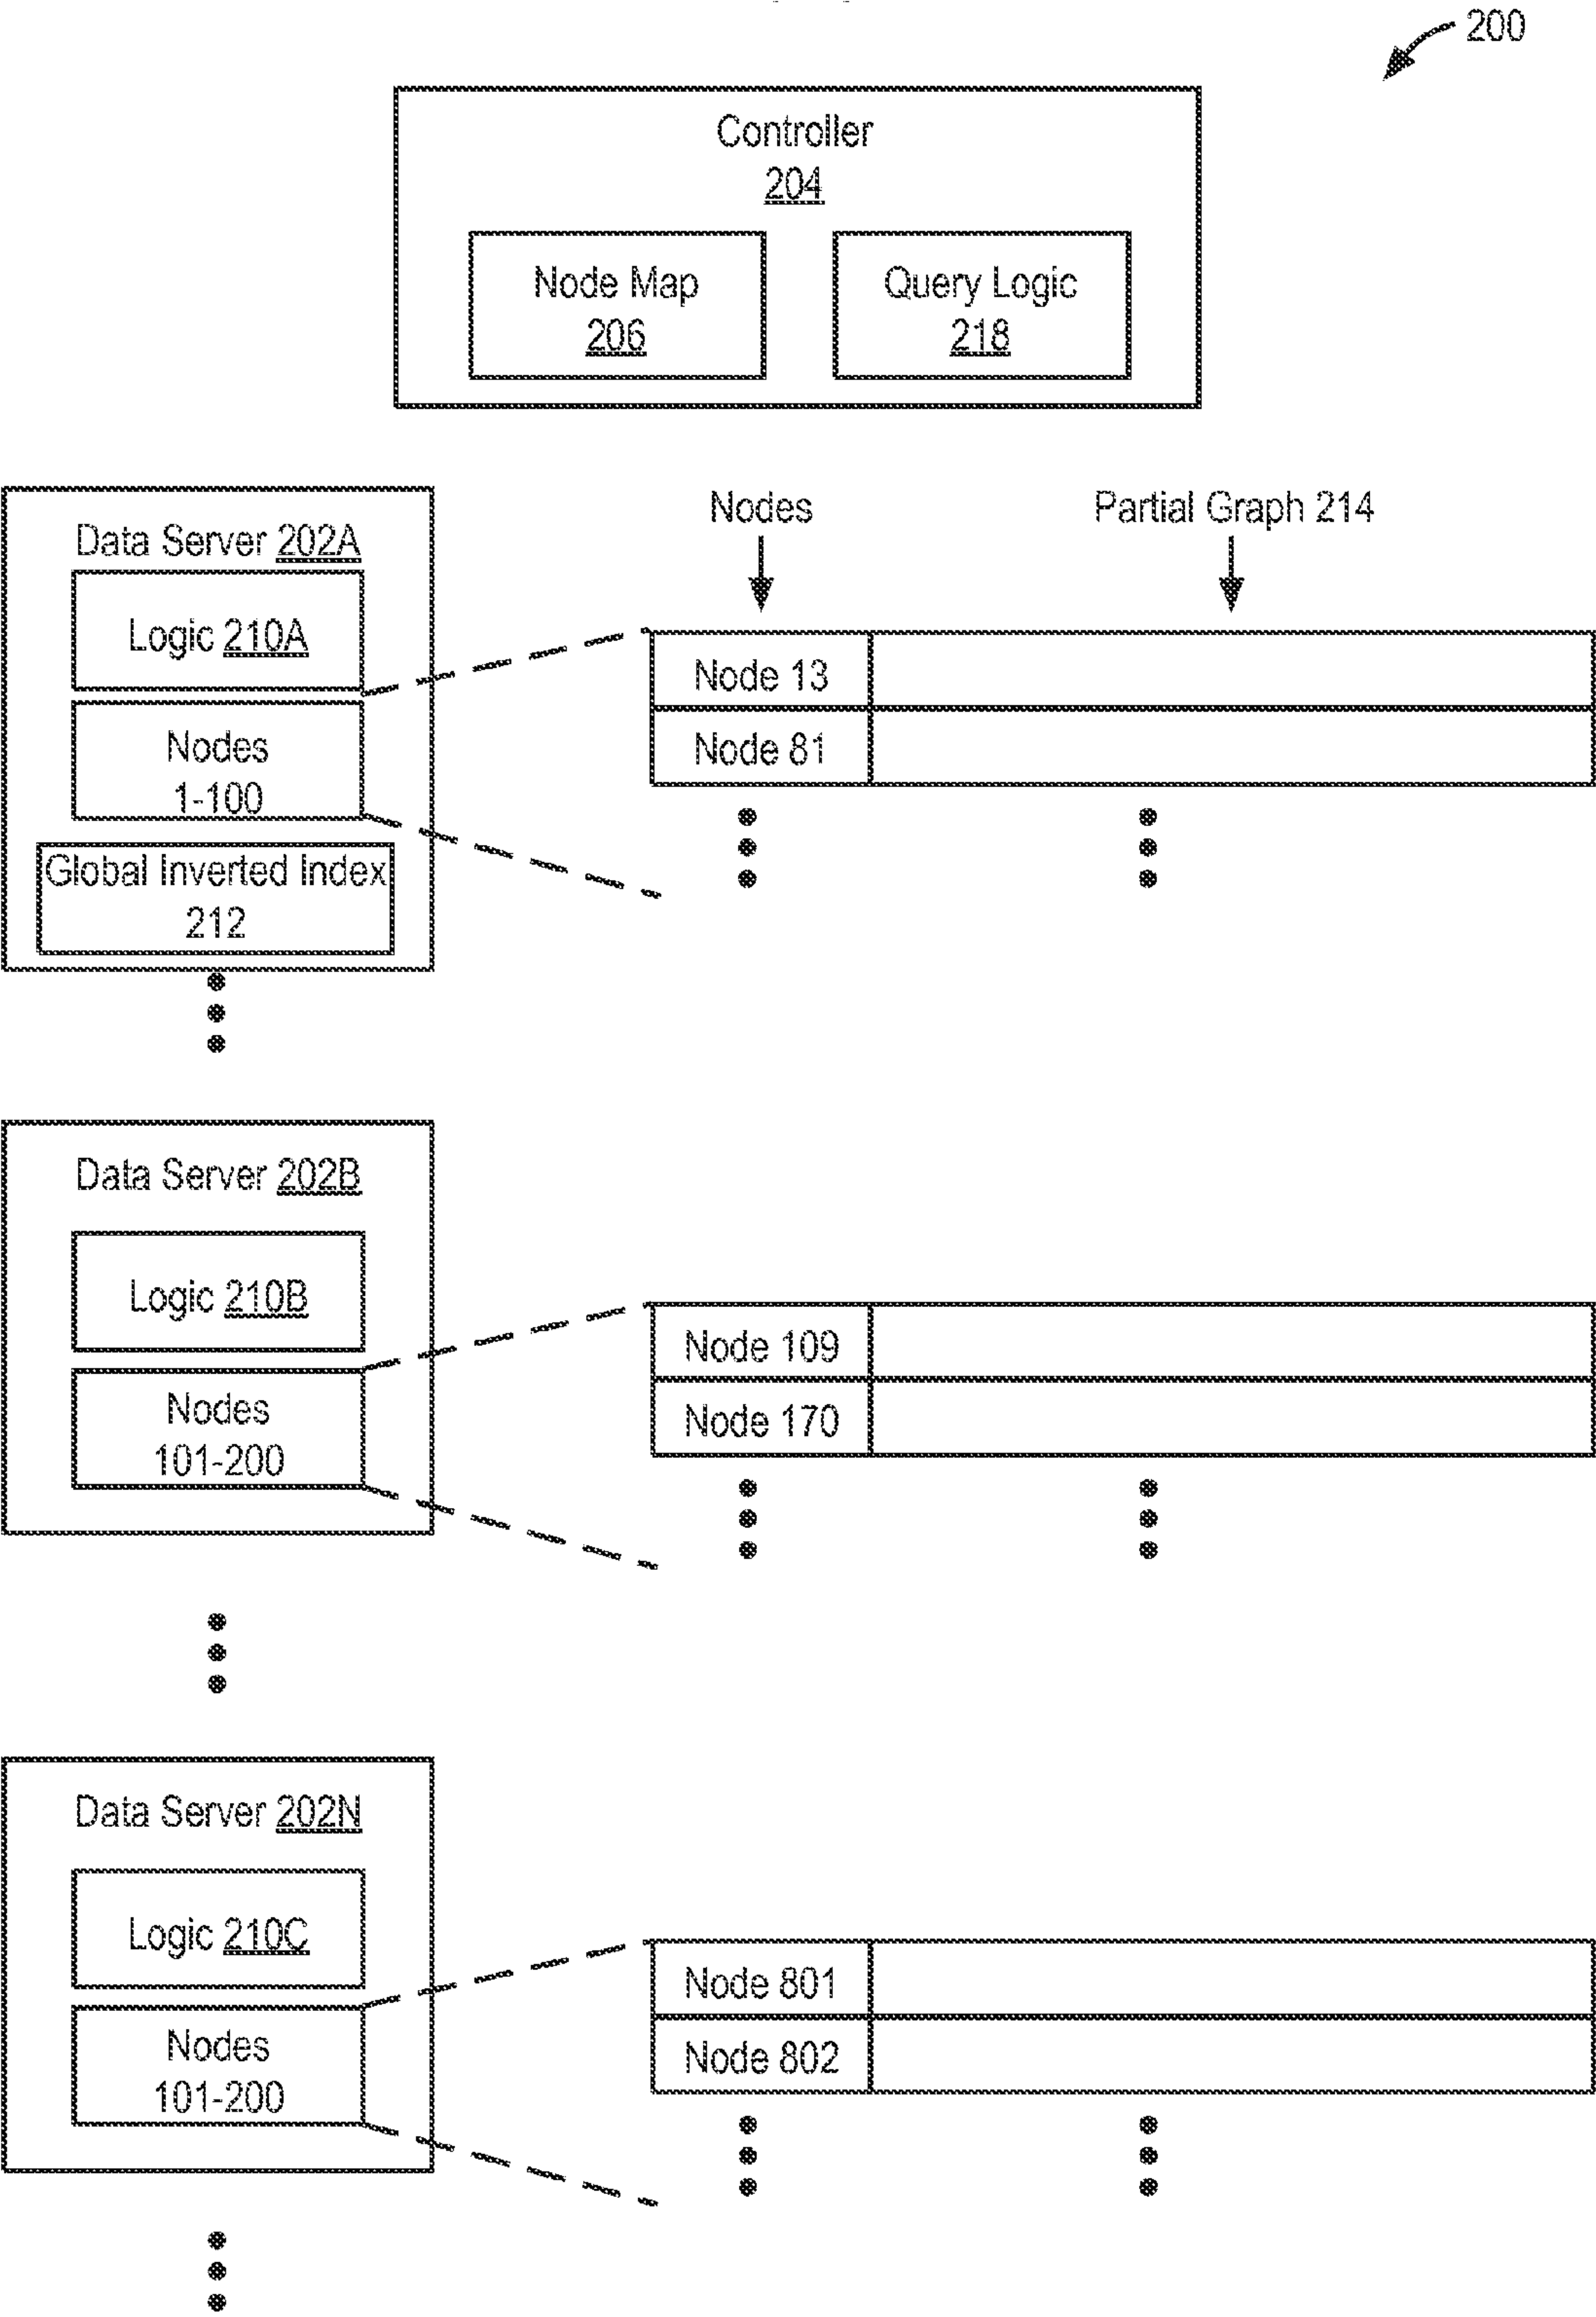 200
Controller
204
Node Map
206
Query Logic
218
Data Server 202A
Logic 210A
Nodes
1-100
Global Inverted Index
212
Nodes
Partial Graph 214
Node 13
Node 81
Data Server 202B
Logic 210B
Nodes
101-200
Node 109
Node 170
Data Server 202N
Logic 210C
Nodes
101-200
Node 801
Node 802